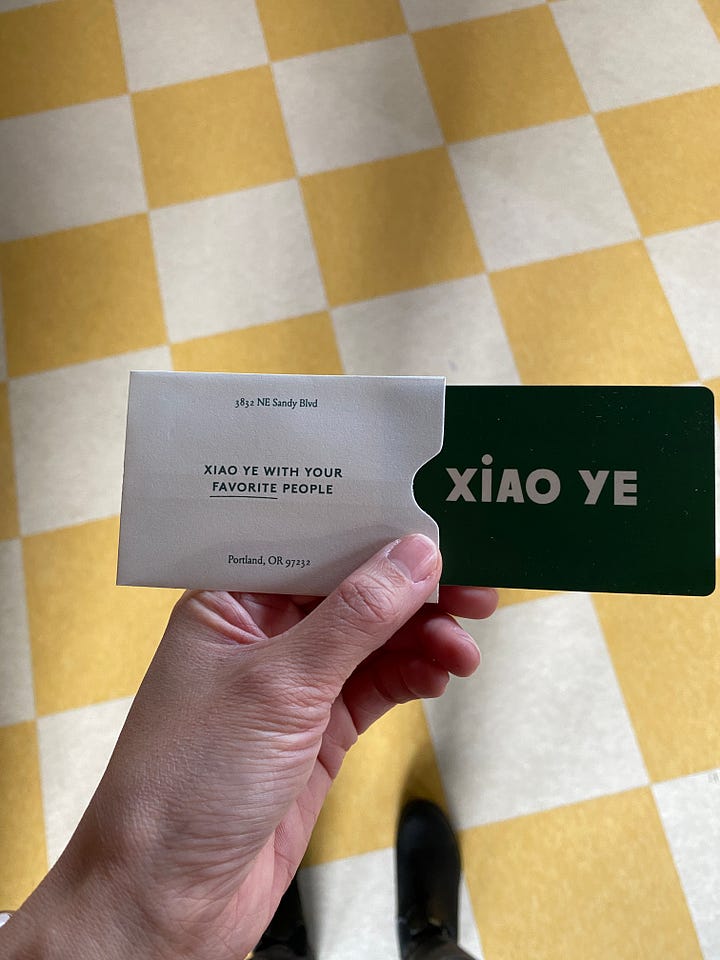 3832 NE Sandy Blvd
XIAO YE WITH YOUR
FAVORITE PEOPLE
Portland, OR 97232
XiAO YE